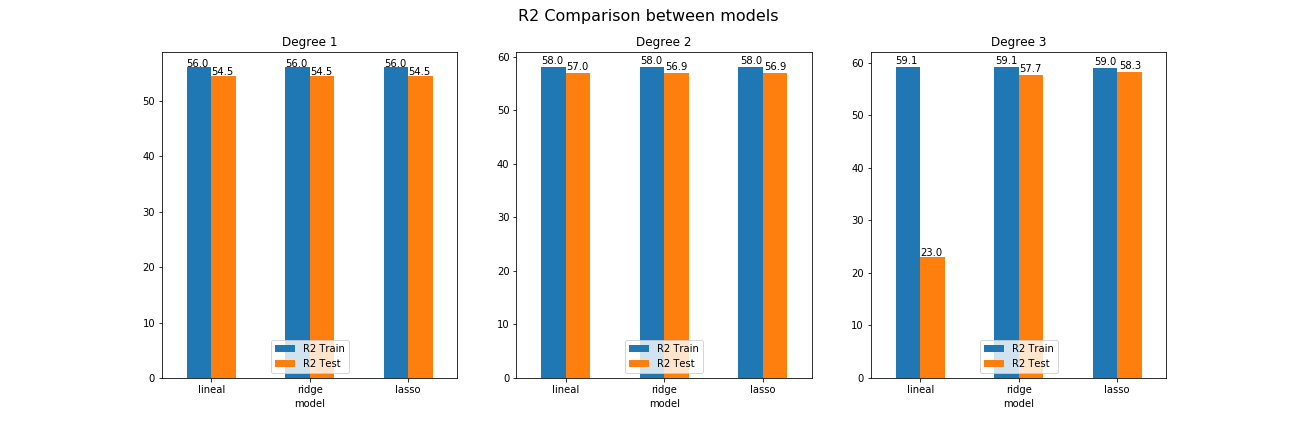 R2 Comparison between models
Degree 1
56.0 54.5 56.0 54.5 56.0 54.5
50
40
30
20
10
0
R2 Train
R2 Test
lineal ridge lasso
model
Degree 2
58.0 57.0 58.0 56.9 58.0 56.9
60
50
40
30
20
10
0
R2 Train
R2 Test
lineal ridge lasso
model
Degree 3
59.1 23.0 59.1 57.7 59.0 58.3
60
50
40
30
20
10
0
R2 Train
R2 Test
lineal ridge lasso
model